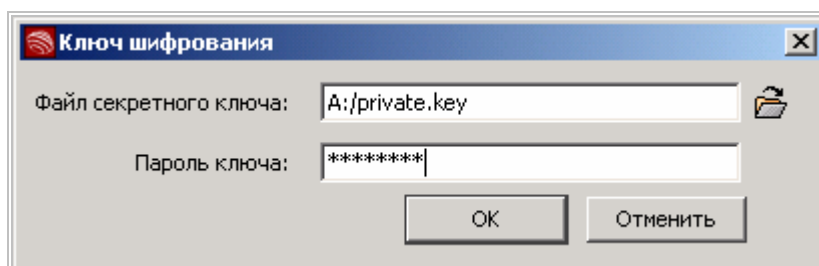 Ключ шифрования
Файл секретного ключа: A:/private.key
Пароль ключа: ********
OK Отменить